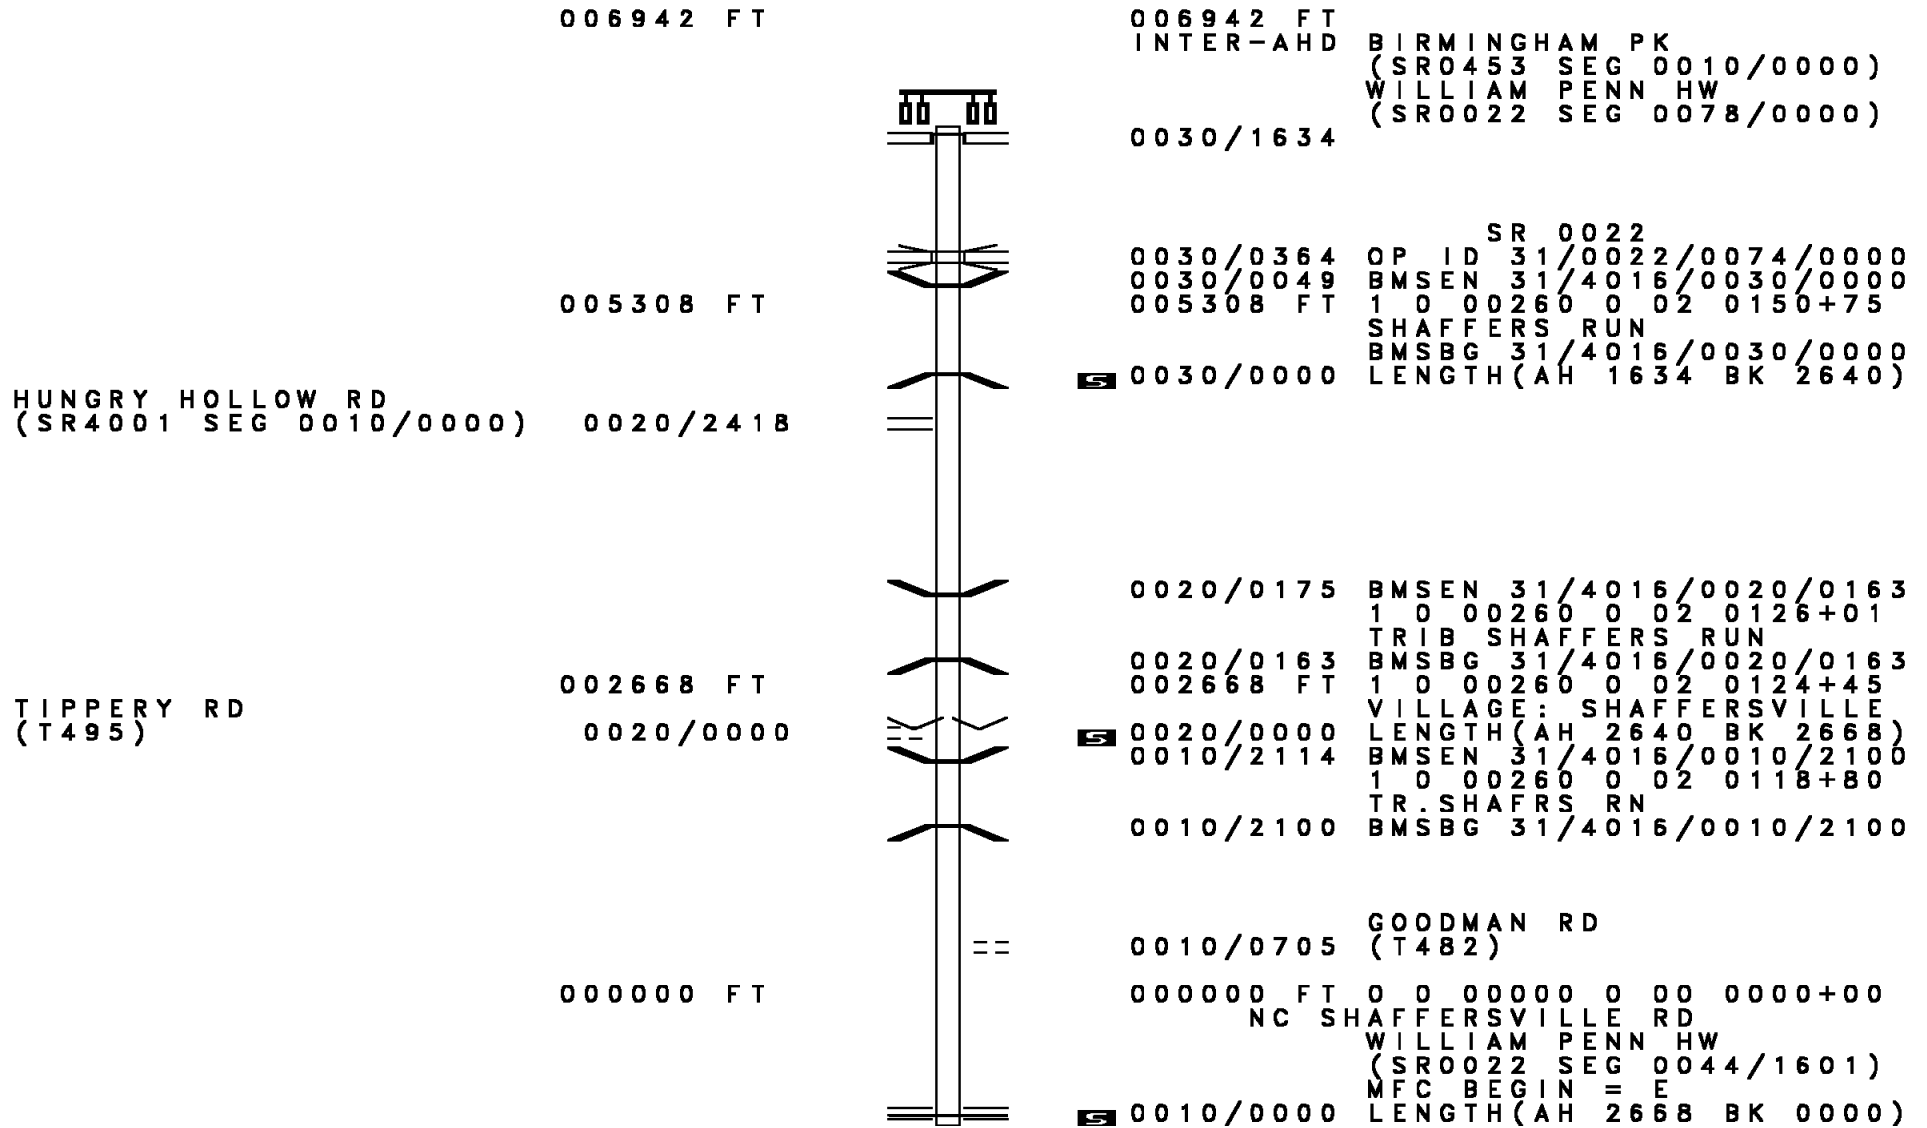 006942 FT 006942 FT
INTER-AHD BIRMINGHAM PK
(SR0453 SEG 0010/0000)
WILLIAM PENN HW
(SR0022 SEG 0078/0000)
0030/1634
SR 0022
0030/0364 OP ID 31/0022/0074/0000
0030/0049 BMSEN 31/4016/0030/0000
005308 FT 005308 FT 1 0 00260 0 02 0150+75
SHAFFERS RUN
BMSBG 31/4016/0030/0000
S 0030/0000 LENGTH(AH 1634 BK 2640)
HUNGRY HOLLOW RD
(SR4001 SEG 0010/0000) 0020/2418
0020/0175 BMSEN 31/4016/0020/0163
1 0 00260 0 02 0126+01
TRIB SHAFFERS RUN
0020/0163 BMSBG 31/4016/0020/0163
002668 FT 002668 FT 1 0 00260 0 02 0124+45
TIPPERY RD VILLAGE: SHAFFERSVILLE
(T495) 0020/0000 S 0020/0000 LENGTH(AH 2640 BK 2668)
0010/2114 BMSEN 31/4016/0010/2100
1 0 00260 0 02 0118+80
TR.SHAFRS RN
0010/2100 BMSBG 31/4016/0010/2100
GOODMAN RD
0010/0705 (T482)
000000 FT 000000 FT 0 0 00000 0 00 0000+00
NC SHAFFERSVILLE RD
WILLIAM PENN HW
(SR0022 SEG 0044/1601)
MFC BEGIN = E
S 0010/0000 LENGTH(AH 2668 BK 0000)